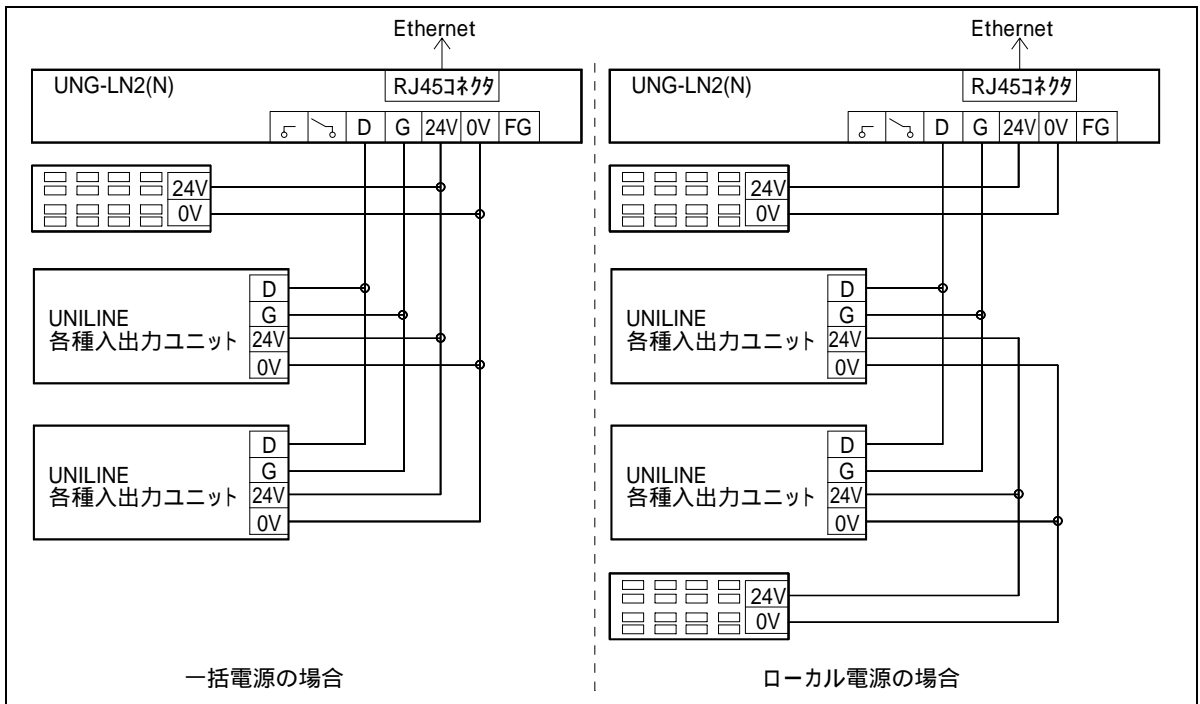 Ethernet
UNG-LN2(N)
RJ45コネクタ
D G 24V 0V FG
24V
0V
UNILINE
各種入出力ユニット
D
G
24V
0V
UNILINE
各種入出力ユニット
D
G
24V
0V
一括電源の場合
Ethernet
UNG-LN2(N)
RJ45コネクタ
D G 24V 0V FG
24V
0V
UNILINE
各種入出力ユニット
D
G
24V
0V
UNILINE
各種入出力ユニット
D
G
24V
0V
24V
0V
ローカル電源の場合